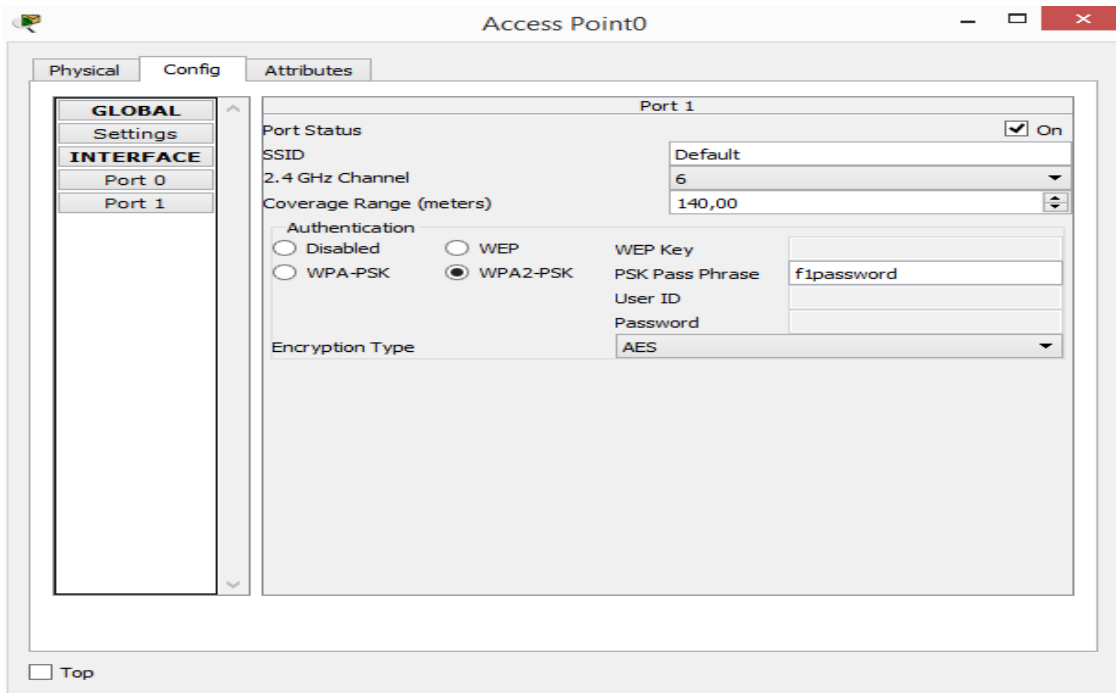 Access Point0
Physical Config Attributes
GLOBAL
Settings
INTERFACE
Port 0
Port 1
Port 1
Port Status On
SSID Default
2.4 GHz Channel 6
Coverage Range (meters) 140,00
Authentication
Disabled WEP WEP Key
WPA-PSK WPA2-PSK PSK Pass Phrase f1password
User ID
Password
Encryption Type AES
Top